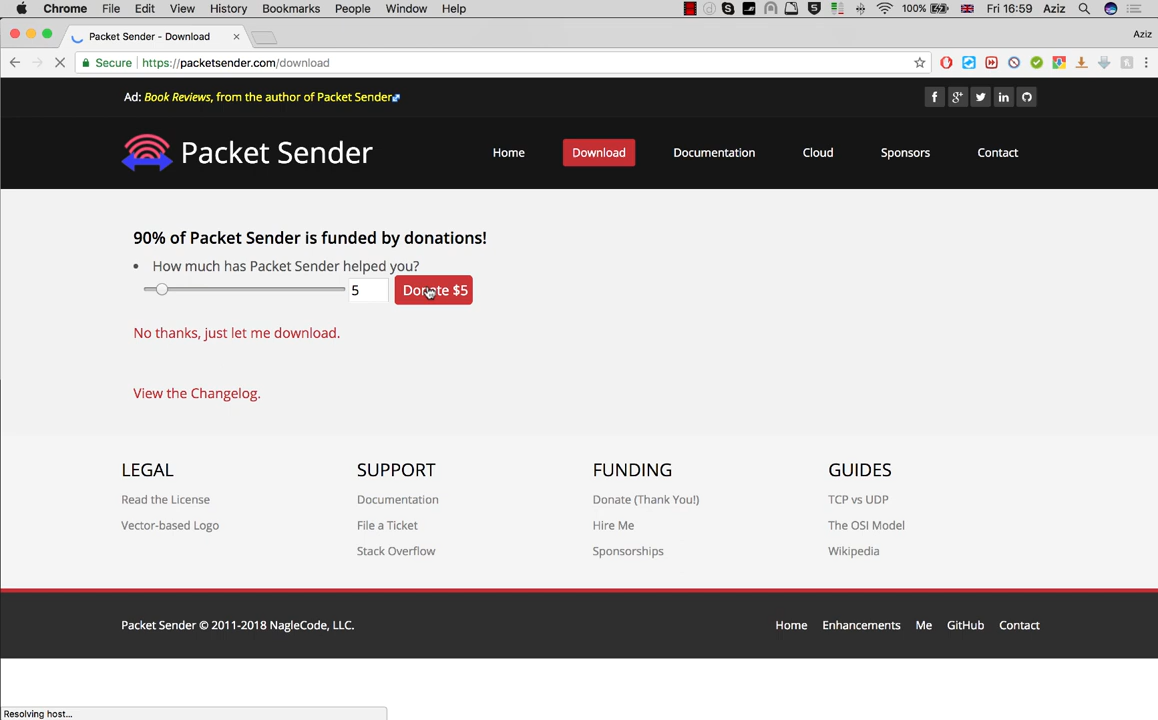 Chrome File Edit View History Bookmarks People Window Help
5 100% Fri 16:59 Aziz
Packet Sender - Download
Aziz
Secure https://packetsender.com/download
Ad: Book Reviews, from the author of Packet Sender
Packet Sender
Home Download Documentation Cloud Sponsors Contact
90% of Packet Sender is funded by donations!
How much has Packet Sender helped you?
5 Donate $5
No thanks, just let me download.
View the Changelog.
LEGAL SUPPORT FUNDING GUIDES
Read the License Documentation Donate (Thank You!) TCP vs UDP
Vector-based Logo File a Ticket Hire Me The OSI Model
Stack Overflow Sponsorships Wikipedia
Packet Sender © 2011-2018 NagleCode, LLC.
Home Enhancements Me GitHub Contact
Resolving host...